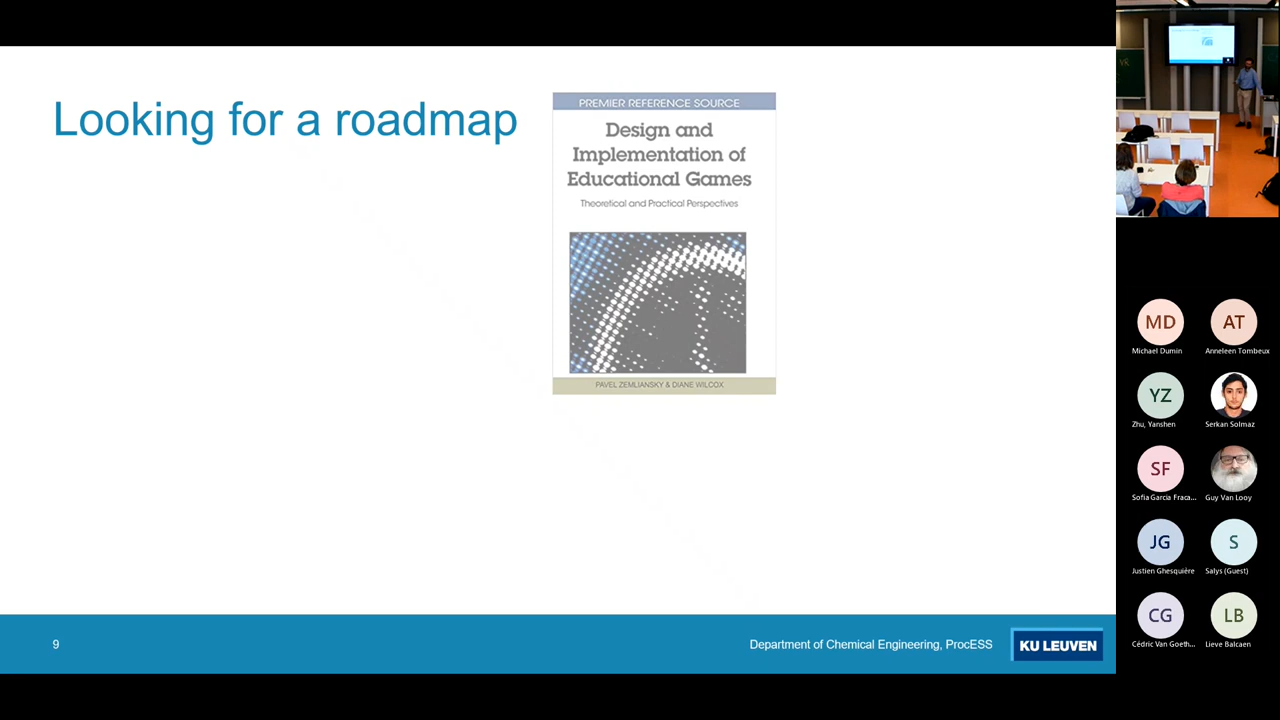 Looking for a roadmap
PREMIER REFERENCE SOURCE
Design and
Implementation of
Educational Games
Theoretical and Practical Perspectives
PAVEL ZEMLIANSKY & DIANE WILCOX
9
Department of Chemical Engineering, ProcESS
KU LEUVEN
MD
AT
Michael Dumin
Anneleen Tombeux
YZ
Zhu, Yanshen
Serkan Solmaz
SF
Sofia Garcia Fraca...
Guy Van Looy
JG
S
Justien Ghesquière
Salys (Guest)
CG
LB
Cédric Van Goeth...
Lieve Balcaen